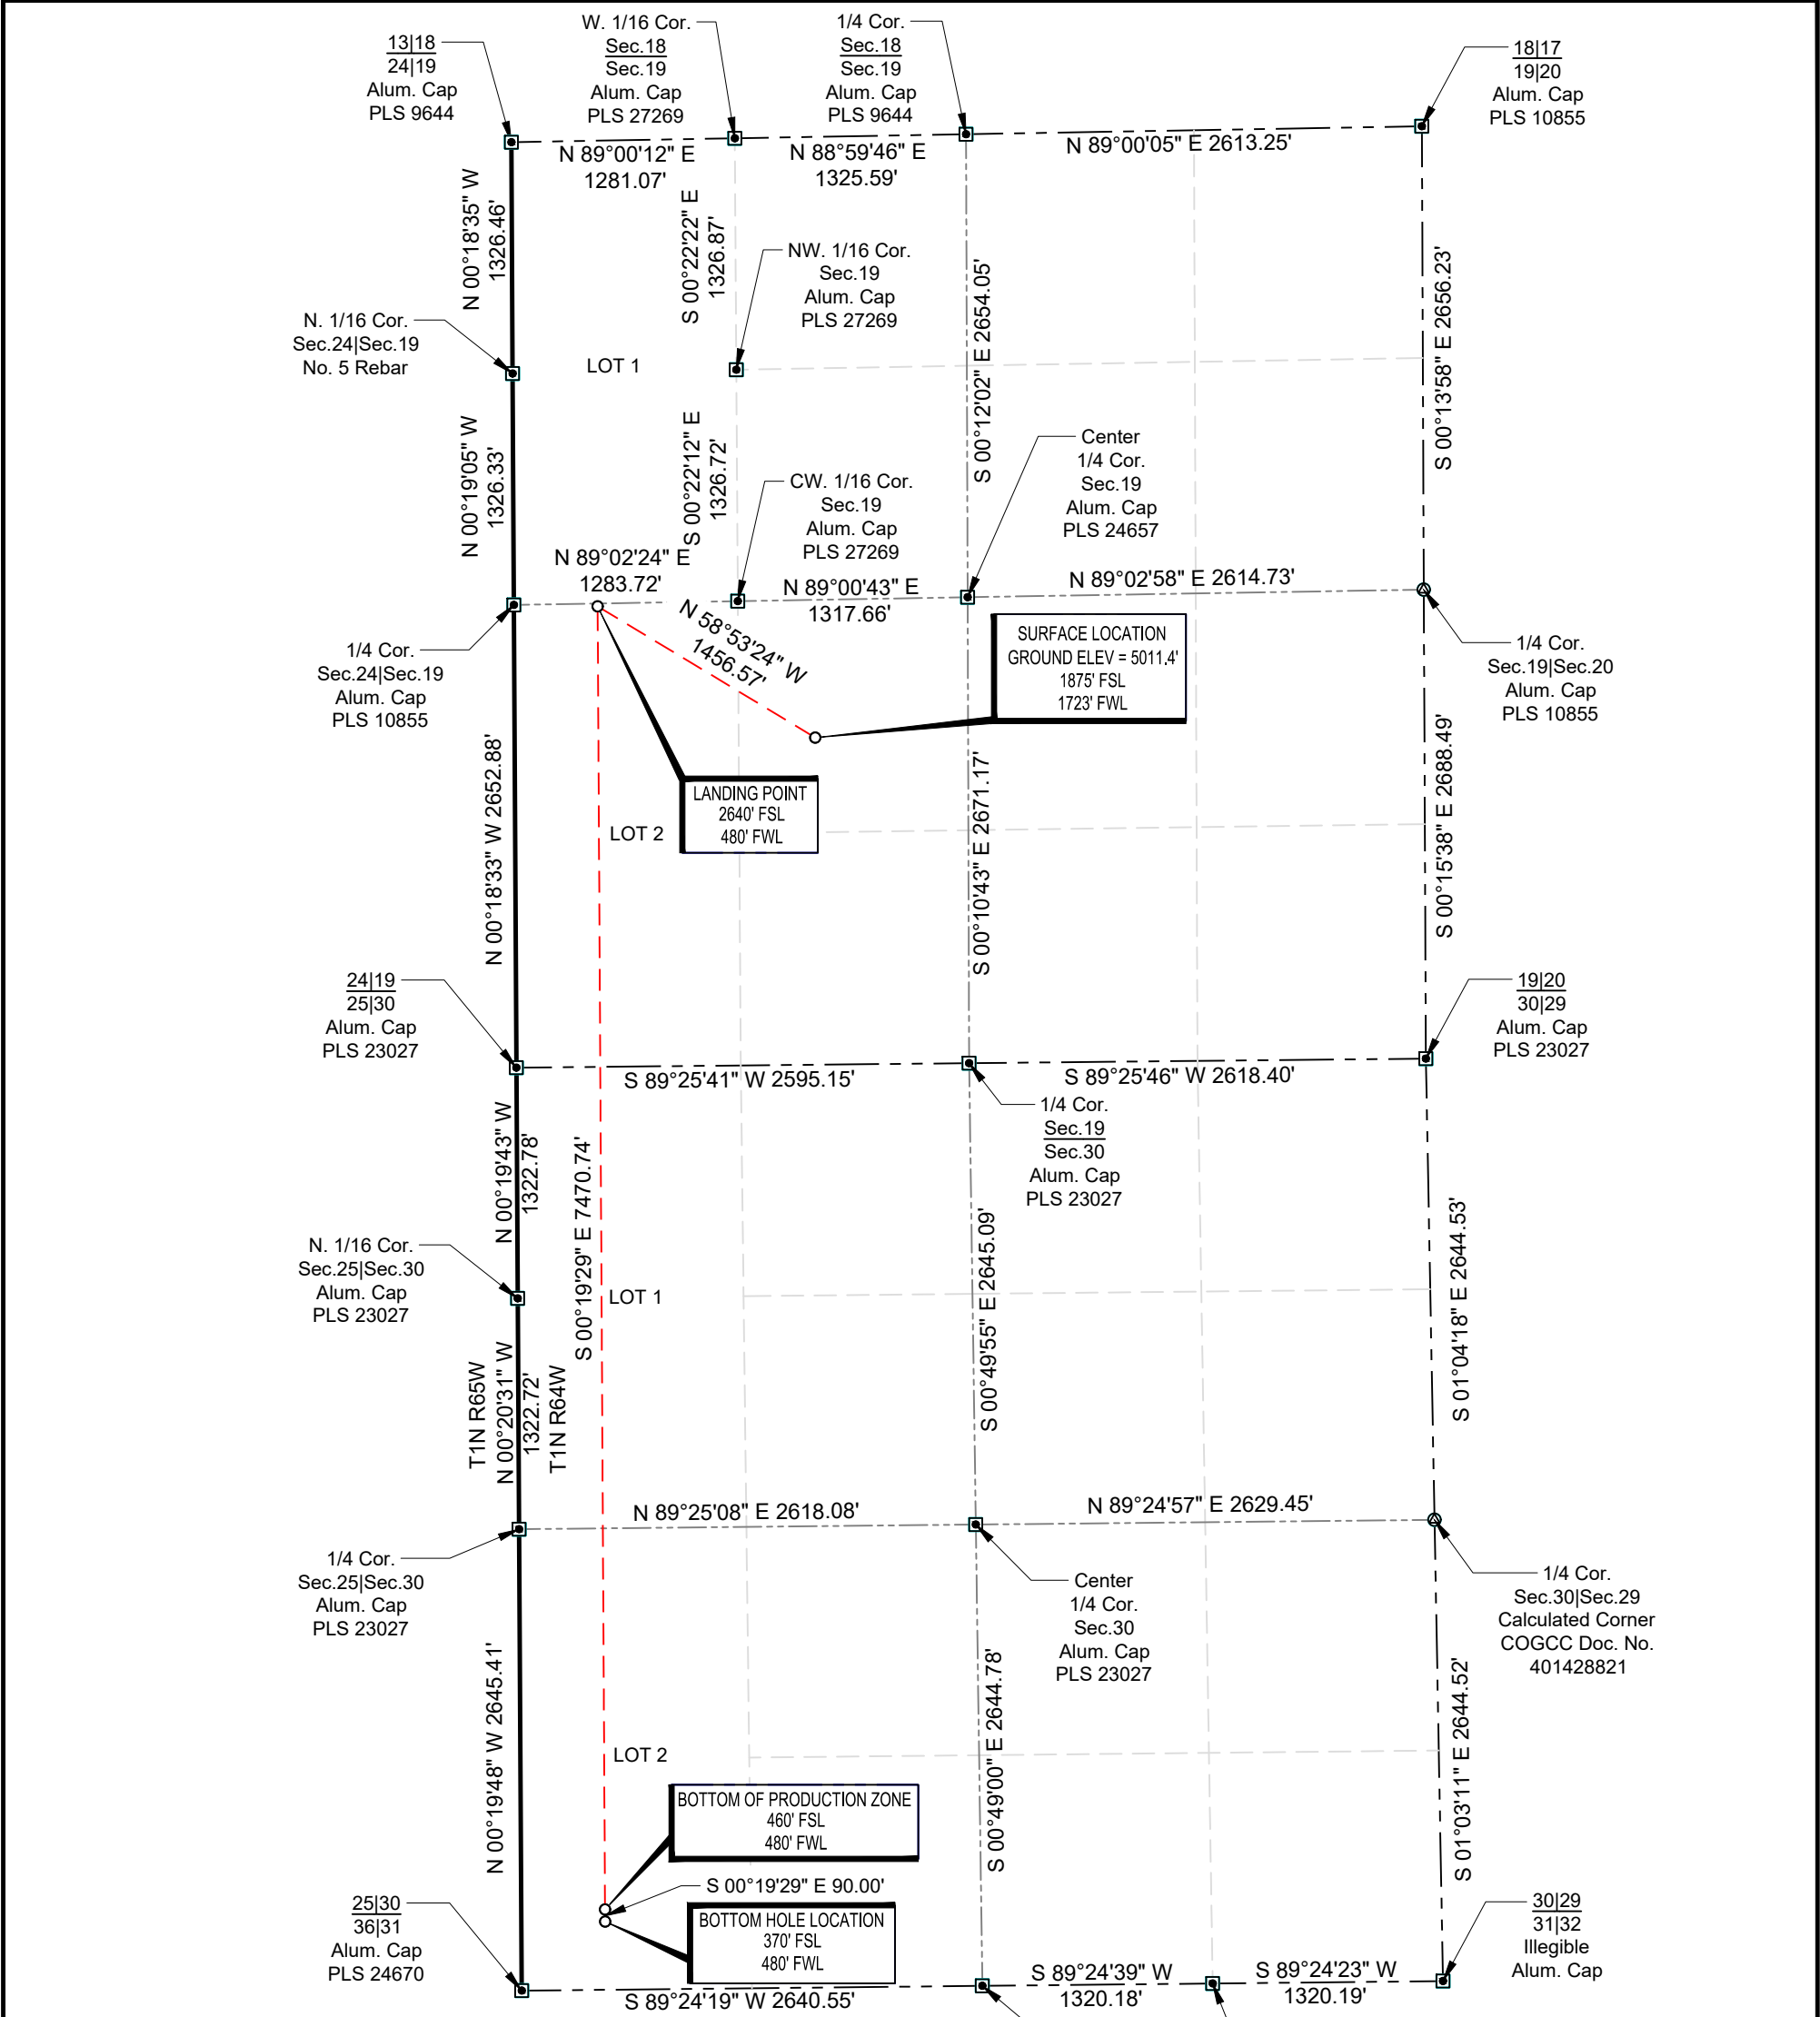 W. 1/16 Cor.
Sec.18
Sec.19
Alum. Cap
PLS 27269
1/4 Cor.
Sec.18
Sec.19
Alum. Cap
PLS 9644
13|18
24|19
Alum. Cap
PLS 9644
18|17
19|20
Alum. Cap
PLS 10855
N 89°00'12" E
1281.07'
N 88°59'46" E
1325.59'
N 89°00'05" E 2613.25'
N 00°18'35" W
1326.46'
S 00°22'22" E
1326.87'
NW. 1/16 Cor.
Sec.19
Alum. Cap
PLS 27269
S 00°12'02" E 2654.05'
S 00°13'58" E 2656.23'
N. 1/16 Cor.
Sec.24|Sec.19
No. 5 Rebar
LOT 1
N 00°19'05" W
1326.33'
S 00°22'12" E
1326.72'
CW. 1/16 Cor.
Sec.19
Alum. Cap
PLS 27269
Center
1/4 Cor.
Sec.19
Alum. Cap
PLS 24657
N 89°02'24" E
1283.72'
N 89°00'43" E
1317.66'
N 89°02'58" E 2614.73'
N 58°53'24" W
1456.57'
SURFACE LOCATION
GROUND ELEV = 5011.4'
1875' FSL
1723' FWL
1/4 Cor.
Sec.24|Sec.19
Alum. Cap
PLS 10855
1/4 Cor.
Sec.19|Sec.20
Alum. Cap
PLS 10855
N 00°18'33" W 2652.88'
LANDING POINT
2640' FSL
480' FWL
LOT 2
S 00°10'43" E 2671.17'
S 00°15'38" E 2688.49'
24|19
25|30
Alum. Cap
PLS 23027
19|20
30|29
Alum. Cap
PLS 23027
S 89°25'41" W 2595.15'
S 89°25'46" W 2618.40'
1/4 Cor.
Sec.19
Sec.30
Alum. Cap
PLS 23027
N 00°19'43" W
1322.78'
S 00°19'29" E 7470.74'
N. 1/16 Cor.
Sec.25|Sec.30
Alum. Cap
PLS 23027
LOT 1
S 00°49'55" E 2645.09'
S 01°04'18" E 2644.53'
T1N R65W
N 00°20'31" W
1322.72'
T1N R64W
N 89°25'08" E 2618.08'
N 89°24'57" E 2629.45'
1/4 Cor.
Sec.25|Sec.30
Alum. Cap
PLS 23027
Center
1/4 Cor.
Sec.30
Alum. Cap
PLS 23027
1/4 Cor.
Sec.30|Sec.29
Calculated Corner
COGCC Doc. No.
401428821
N 00°19'48" W 2645.41'
LOT 2
S 00°49'00" E 2644.78'
S 01°03'11" E 2644.52'
BOTTOM OF PRODUCTION ZONE
460' FSL
480' FWL
S 00°19'29" E 90.00'
BOTTOM HOLE LOCATION
370' FSL
480' FWL
25|30
36|31
Alum. Cap
PLS 24670
30|29
31|32
Illegible
Alum. Cap
S 89°24'19" W 2640.55'
S 89°24'39" W
1320.18'
S 89°24'23" W
1320.19'